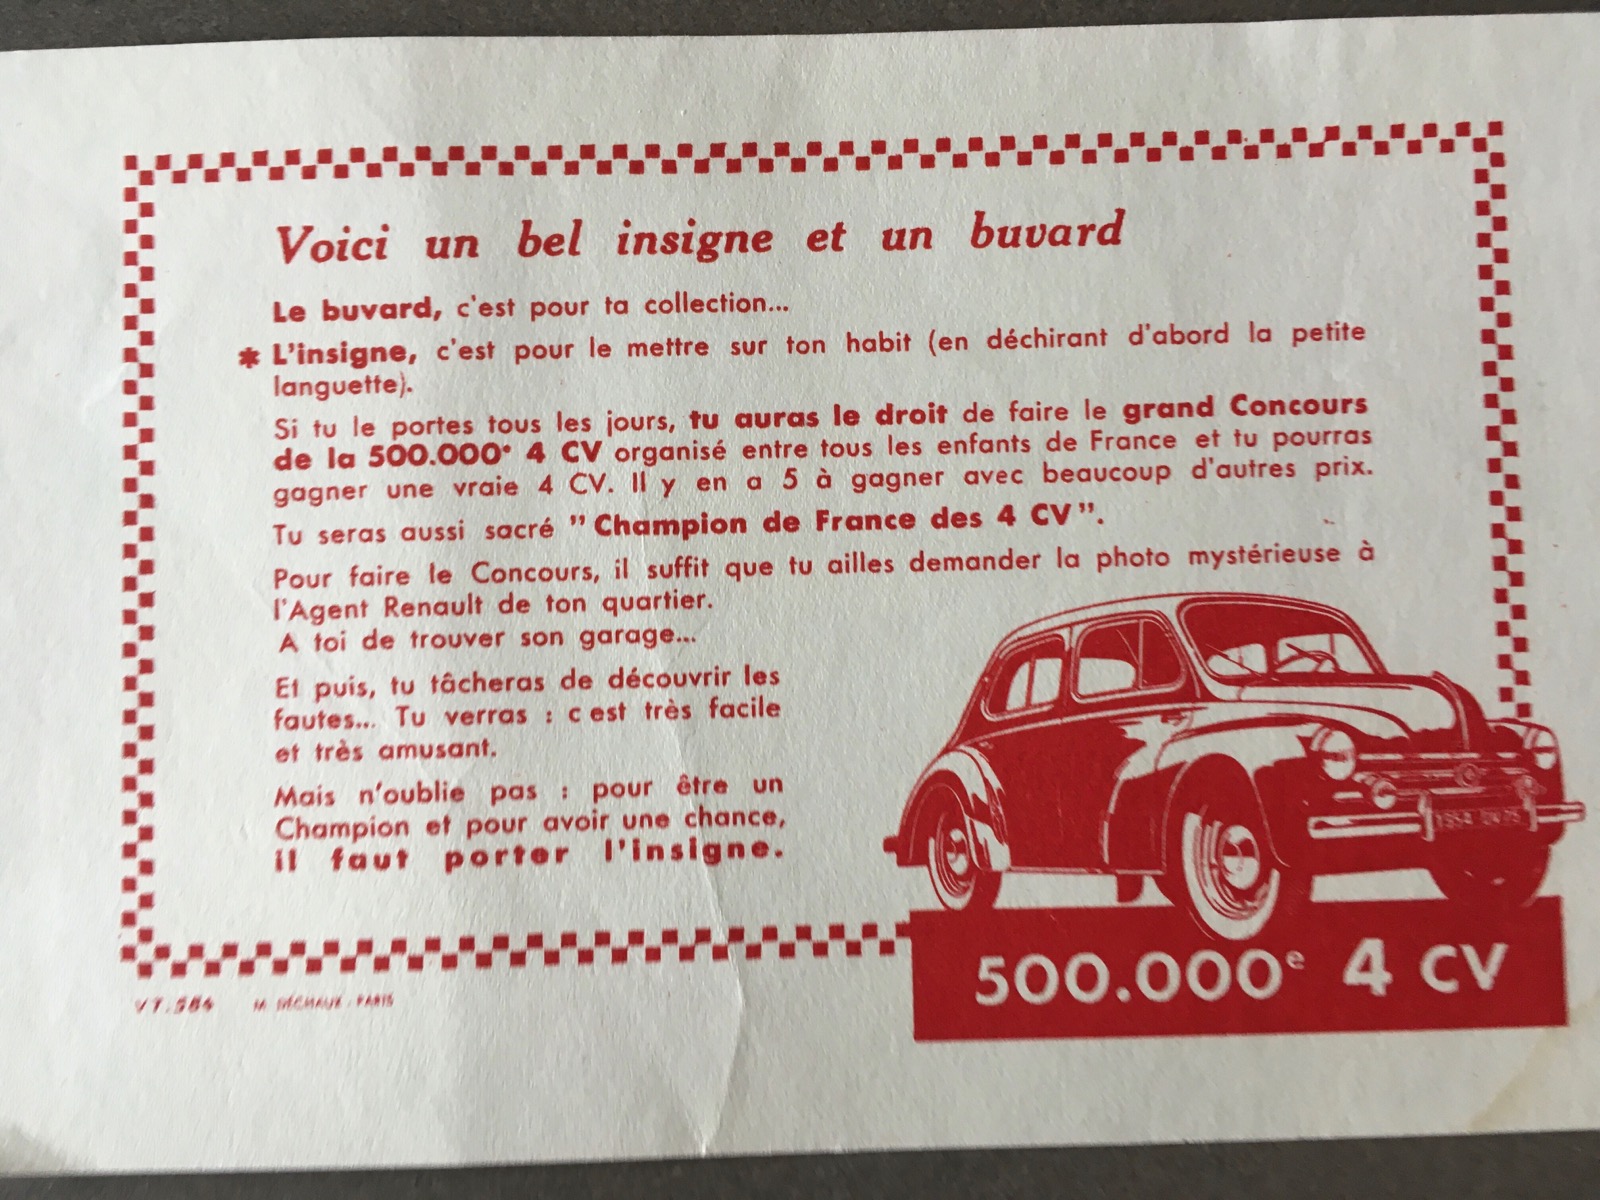 Voici un bel insigne et un buvard
Le buvard, c'est pour ta collection...
* L'insigne, c'est pour le mettre sur ton habit (en déchirant d'abord la petite
languette).
Si tu le portes tous les jours, tu auras le droit de faire le grand Concours
de la 500.000e 4 CV organisé entre tous les enfants de France et tu pourras
gagner une vraie 4 CV. Il y en a 5 à gagner avec beaucoup d'autres prix.
Tu seras aussi sacré " Champion de France des 4 CV ".
Pour faire le Concours, il suffit que tu ailles demander la photo mystérieuse à
l'Agent Renault de ton quartier.
A toi de trouver son garage...
Et puis, tu tâcheras de découvrir les
fautes... Tu verras : c est très facile
et très amusant.
Mais n'oublie pas : pour être un
Champion et pour avoir une chance,
il faut porter l'insigne.
500.000e 4 CV
VT.554 M. DÉCHAUX - PARIS